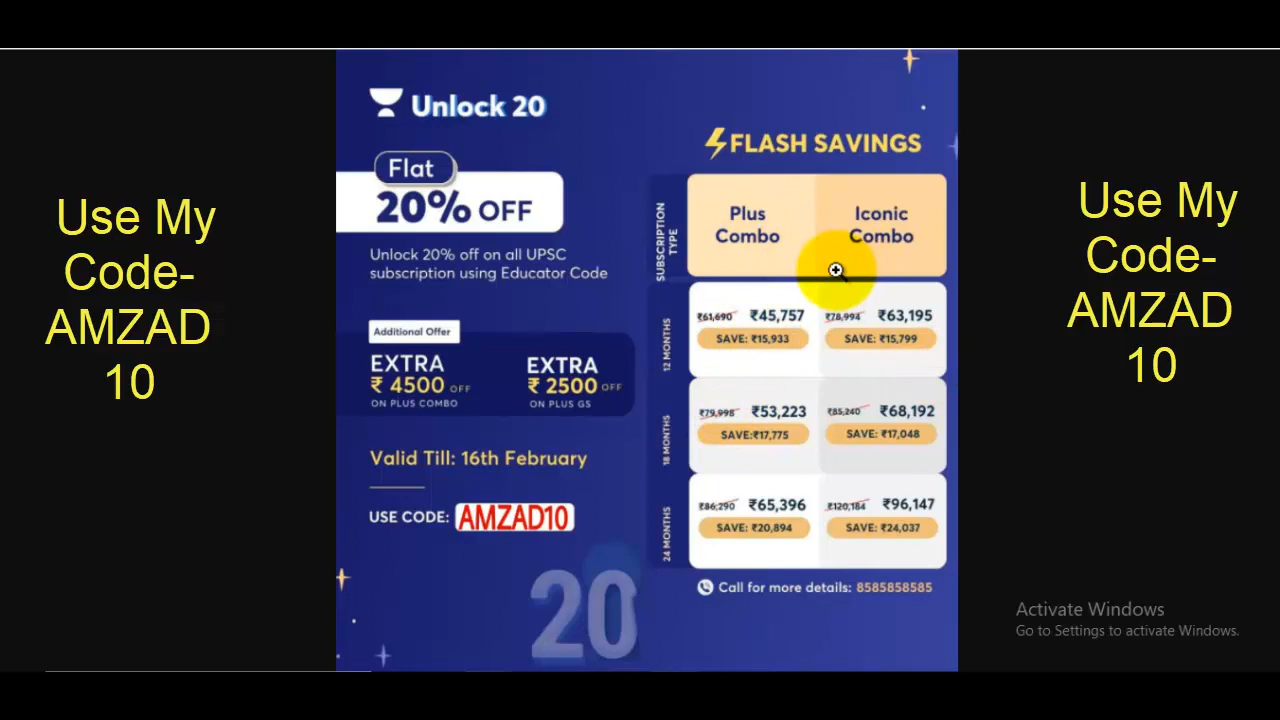 Use My
Code-
AMZAD
10
Unlock 20
Flat
20% OFF
Unlock 20% off on all UPSC
subscription using Educator Code
Additional Offer
EXTRA
₹ 4500 OFF
ON PLUS COMBO
EXTRA
₹ 2500 OFF
ON PLUS GS
Valid Till: 16th February
USE CODE: AMZAD10
20
FLASH SAVINGS
SUBSCRIPTION
TYPE
Plus
Combo
Iconic
Combo
12 MONTHS
₹61,690 ₹45,757
SAVE: ₹15,933
₹78,994 ₹63,195
SAVE: ₹15,799
18 MONTHS
₹79,998 ₹53,223
SAVE:₹17,775
₹85,240 ₹68,192
SAVE: ₹17,048
24 MONTHS
₹86,290 ₹65,396
SAVE: ₹20,894
₹120,184 ₹96,147
SAVE: ₹24,037
Call for more details: 8585858585
Use My
Code-
AMZAD
10
Activate Windows
Go to Settings to activate Windows.